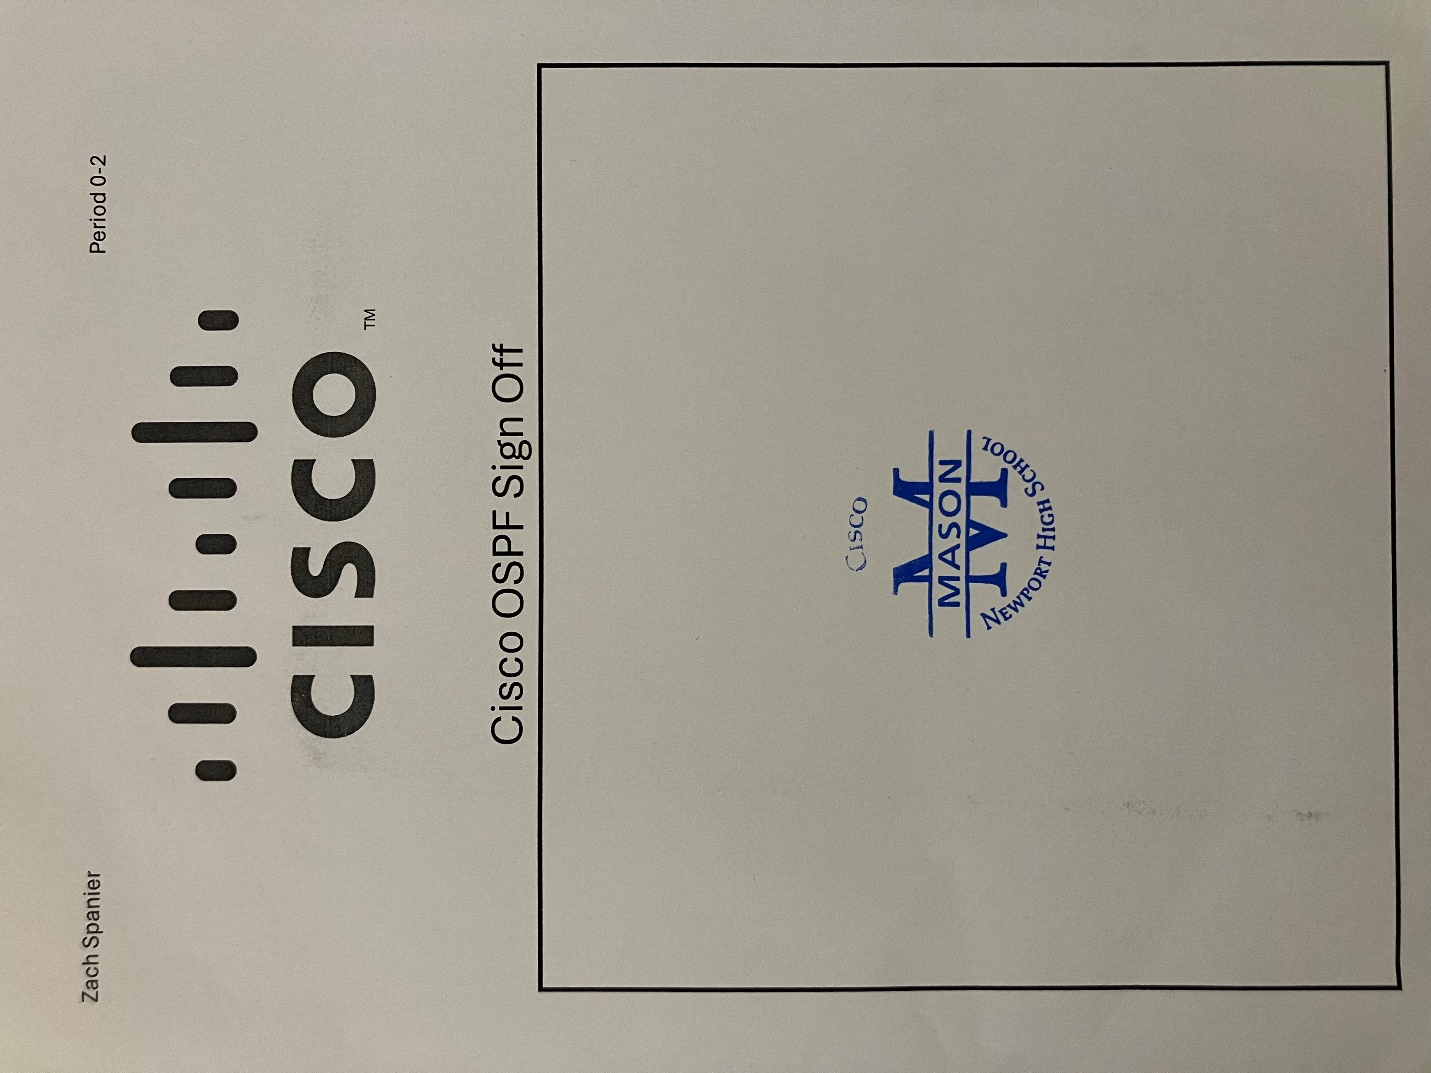 Zach Spanier
Period 0-2
CISCO
TM
Cisco OSPF Sign Off
CISCO
M
MASON
NEWPORT HIGH SCHOOL